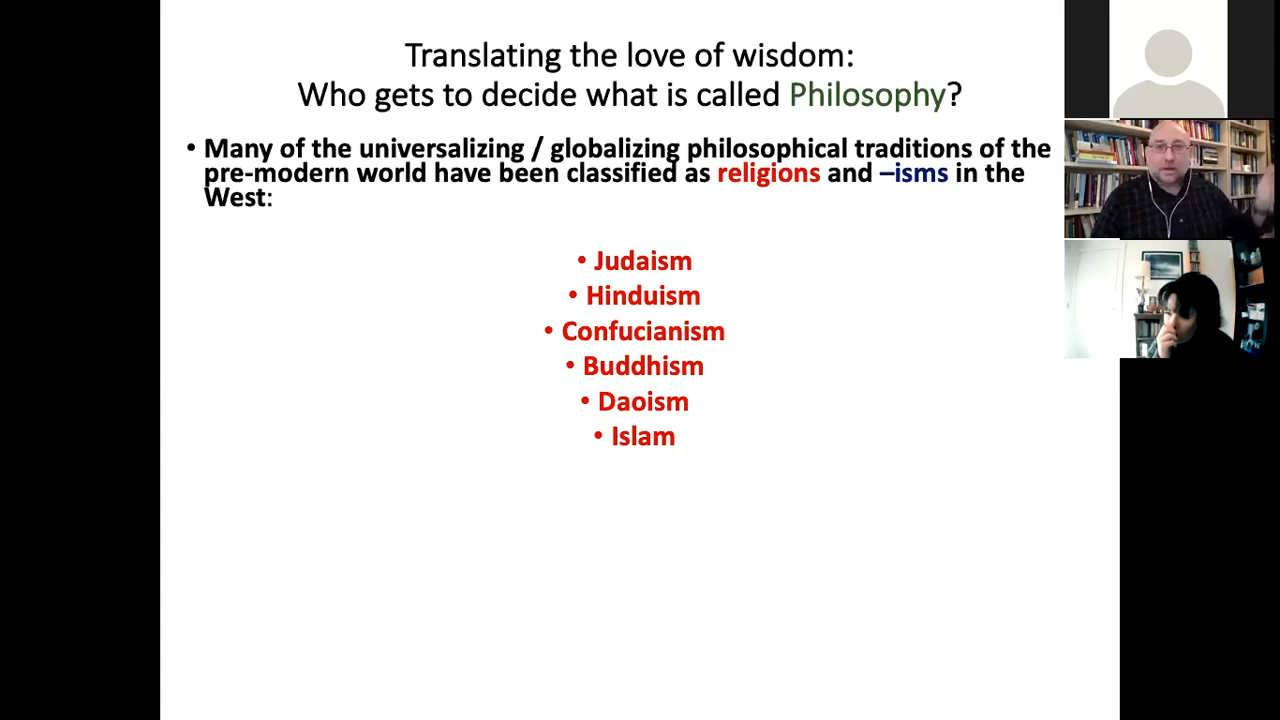 Translating the love of wisdom:
Who gets to decide what is called Philosophy?
• Many of the universalizing / globalizing philosophical traditions of the
pre-modern world have been classified as religions and –isms in the
West:
• Judaism
• Hinduism
• Confucianism
• Buddhism
• Daoism
• Islam